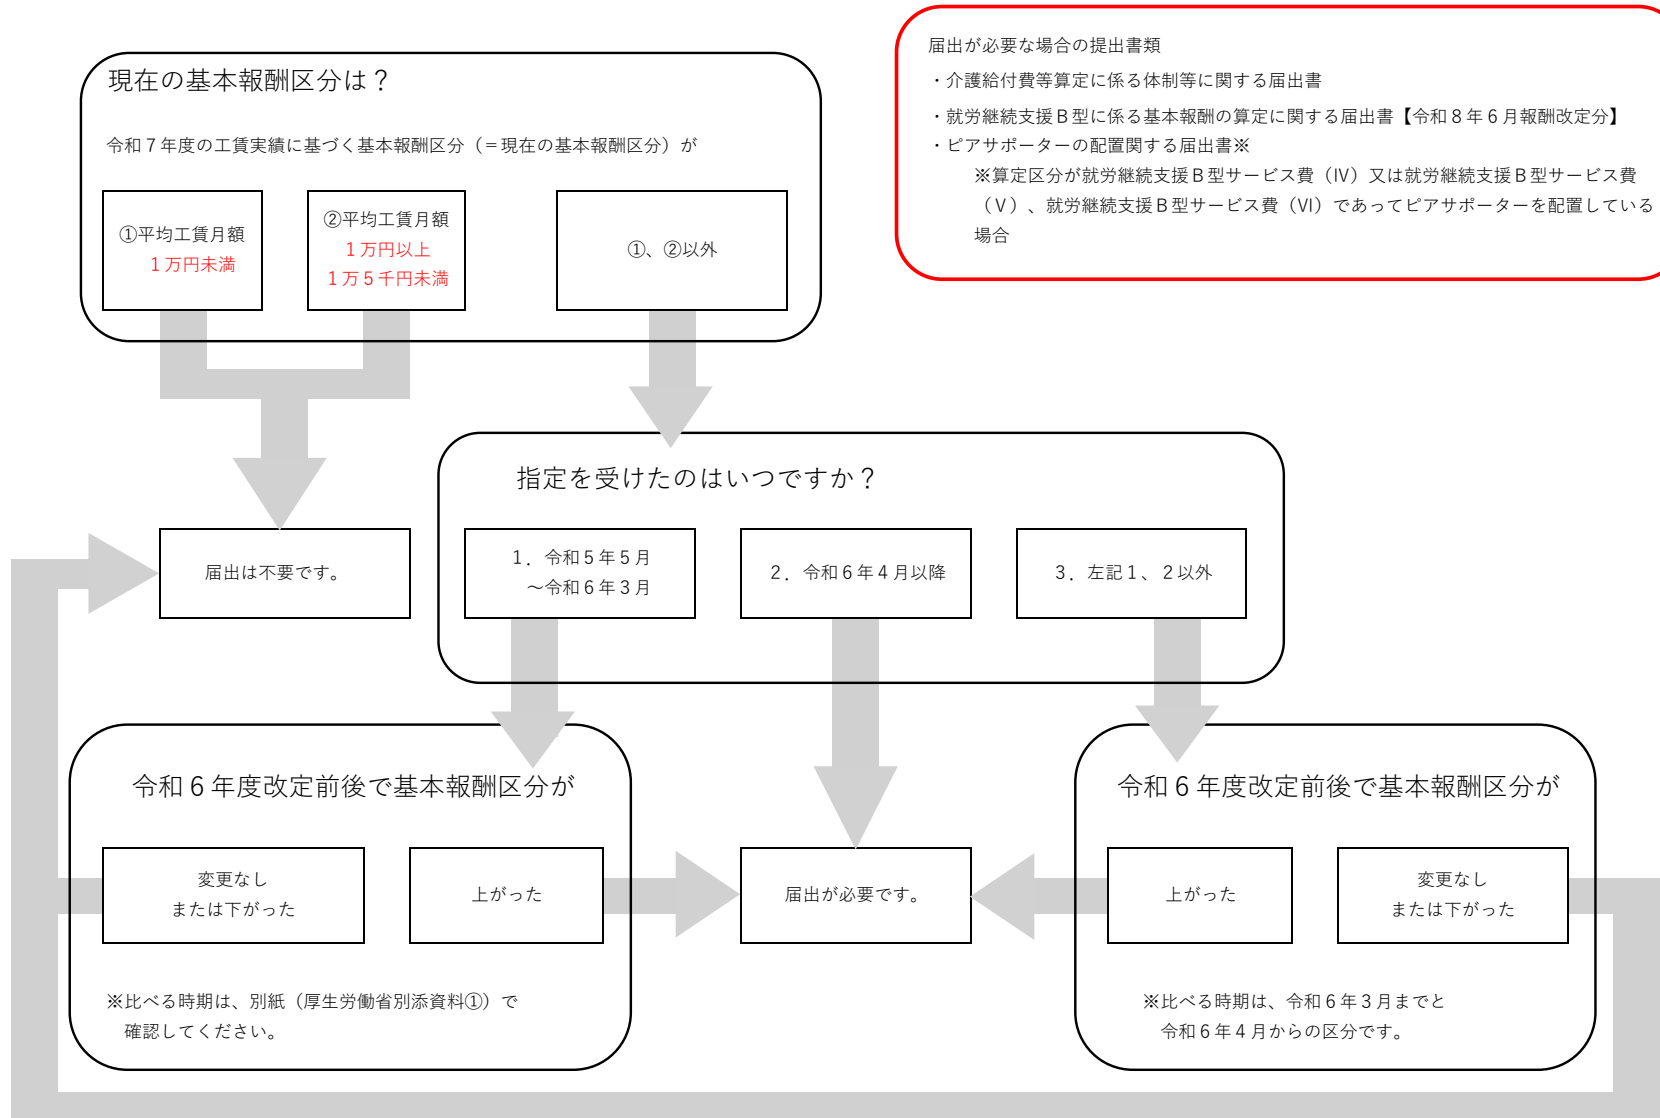 現在の基本報酬区分は？
令和７年度の工賃実績に基づく基本報酬区分（＝現在の基本報酬区分）が
①平均工賃月額
１万円未満
②平均工賃月額
１万円以上
１万５千円未満
①、②以外
届出が必要な場合の提出書類
・介護給付費等算定に係る体制等に関する届出書
・就労継続支援Ｂ型に係る基本報酬の算定に関する届出書【令和８年６月報酬改定分】
・ピアサポーターの配置関する届出書※
※算定区分が就労継続支援Ｂ型サービス費（Ⅳ）又は就労継続支援Ｂ型サービス費
（Ⅴ）、就労継続支援Ｂ型サービス費（Ⅵ）であってピアサポーターを配置している
場合
指定を受けたのはいつですか？
１．令和５年５月
～令和６年３月
２．令和６年４月以降
３．左記１、２以外
届出は不要です。
令和６年度改定前後で基本報酬区分が
変更なし
または下がった
上がった
※比べる時期は、別紙（厚生労働省別添資料①）で
確認してください。
届出が必要です。
令和６年度改定前後で基本報酬区分が
上がった
変更なし
または下がった
※比べる時期は、令和６年３月までと
令和６年４月からの区分です。